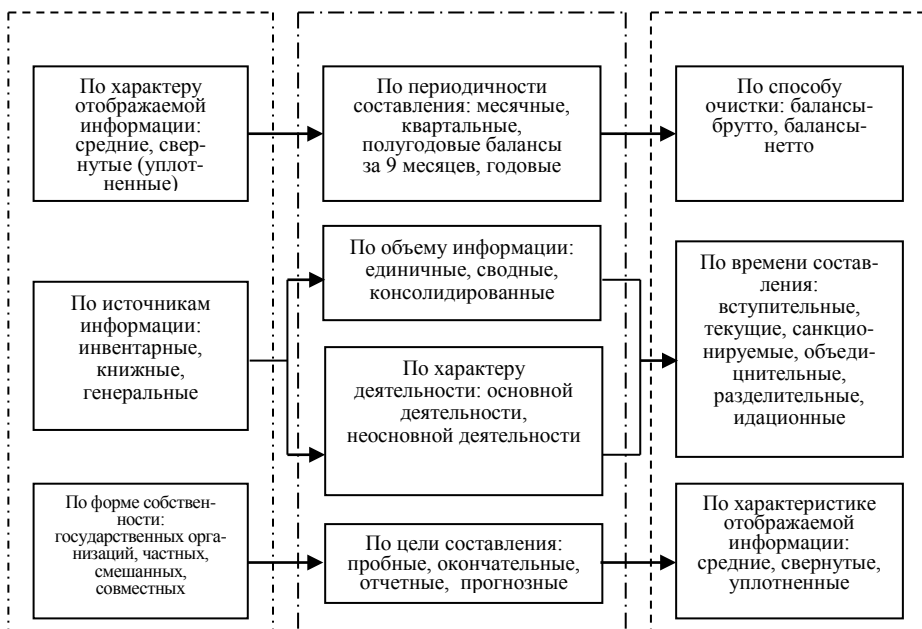 По характеру
отображаемой
информации:
средние, свер-
нутые (уплот-
ненные)
По периодичности
составления: месячные,
квартальные,
полугодовые балансы
за 9 месяцев, годовые
По способу
очистки: балансы-
брутто, балансы-
нетто
По источникам
информации:
инвентарные,
книжные,
генеральные
По объему информации:
единичные, сводные,
консолидированные
По характеру
деятельности: основной
деятельности,
неосновной деятельности
По времени состав-
ления:
вступительные,
текущие, санкцио-
нируемые, объеди-
цнительные,
разделительные,
идационные
По форме собствен-
ности:
государственных орга-
низаций, частных,
смешанных,
совместных
По цели составления:
пробные, окончательные,
отчетные, прогнозные
По характеристике
отображаемой
информации:
средние, свернутые,
уплотненные